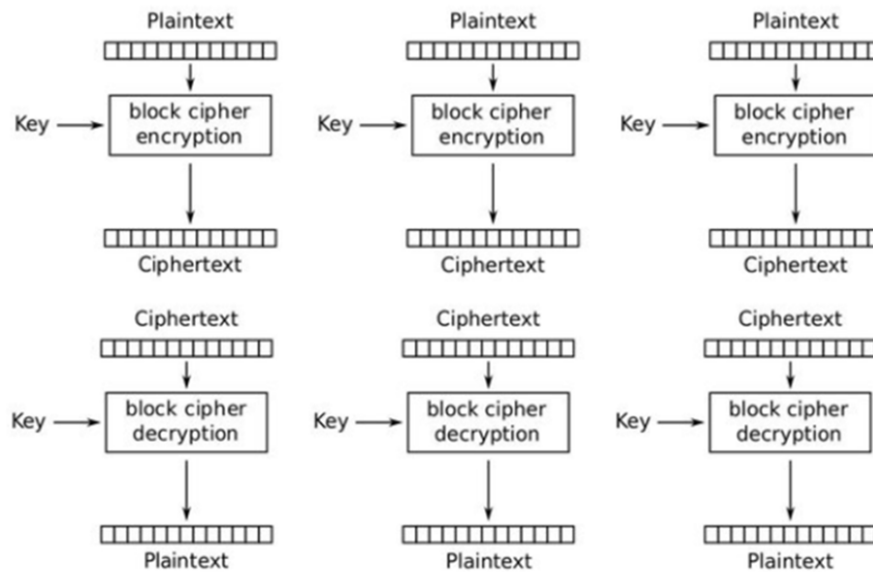 Plaintext Plaintext Plaintext
Key block cipher encryption Key block cipher encryption Key block cipher encryption
Ciphertext Ciphertext Ciphertext
Ciphertext Ciphertext Ciphertext
Key block cipher decryption Key block cipher decryption Key block cipher decryption
Plaintext Plaintext Plaintext